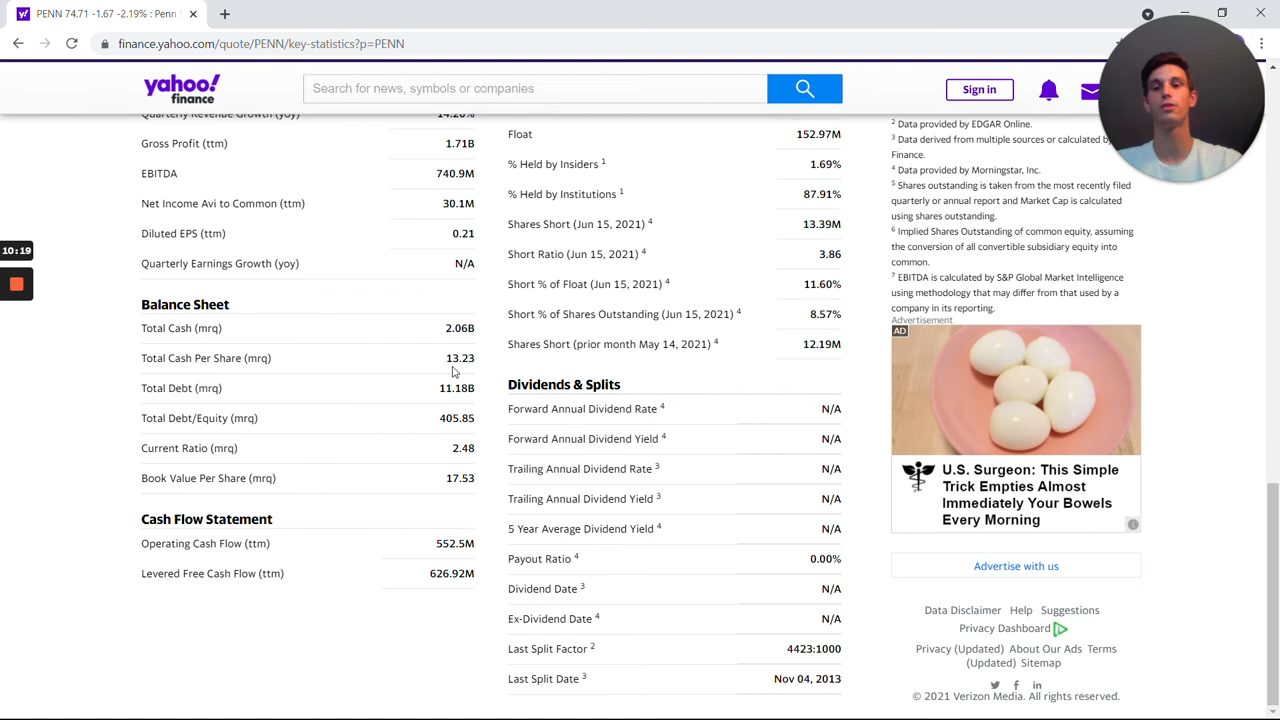 PENN 74.71 -1.67 -2.19% : Penn
finance.yahoo.com/quote/PENN/key-statistics?p=PENN
yahoo!
finance
Search for news, symbols or companies
Sign in
10:19
Quarterly Revenue Growth (yoy) 14.20%
Gross Profit (ttm) 1.71B
EBITDA 740.9M
Net Income Avi to Common (ttm) 30.1M
Diluted EPS (ttm) 0.21
Quarterly Earnings Growth (yoy) N/A
Balance Sheet
Total Cash (mrq) 2.06B
Total Cash Per Share (mrq) 13.23
Total Debt (mrq) 11.18B
Total Debt/Equity (mrq) 405.85
Current Ratio (mrq) 2.48
Book Value Per Share (mrq) 17.53
Cash Flow Statement
Operating Cash Flow (ttm) 552.5M
Levered Free Cash Flow (ttm) 626.92M
Float 152.97M
% Held by Insiders 1 1.69%
% Held by Institutions 1 87.91%
Shares Short (Jun 15, 2021) 4 13.39M
Short Ratio (Jun 15, 2021) 4 3.86
Short % of Float (Jun 15, 2021) 4 11.60%
Short % of Shares Outstanding (Jun 15, 2021) 4 8.57%
Shares Short (prior month May 14, 2021) 4 12.19M
Dividends & Splits
Forward Annual Dividend Rate 4 N/A
Forward Annual Dividend Yield 4 N/A
Trailing Annual Dividend Rate 3 N/A
Trailing Annual Dividend Yield 3 N/A
5 Year Average Dividend Yield 4 N/A
Payout Ratio 4 0.00%
Dividend Date 3 N/A
Ex-Dividend Date 4 N/A
Last Split Factor 2 4423:1000
Last Split Date 3 Nov 04, 2013
2 Data provided by EDGAR Online.
3 Data derived from multiple sources or calculated by
Finance.
4 Data provided by Morningstar, Inc.
5 Shares outstanding is taken from the most recently filed
quarterly or annual report and Market Cap is calculated
using shares outstanding.
6 Implied Shares Outstanding of common equity, assuming
the conversion of all convertible subsidiary equity into
common.
7 EBITDA is calculated by S&P Global Market Intelligence
using methodology that may differ from that used by a
company in its reporting.
Advertisement
AD
U.S. Surgeon: This Simple
Trick Empties Almost
Immediately Your Bowels
Every Morning
Advertise with us
Data Disclaimer Help Suggestions
Privacy Dashboard
Privacy (Updated) About Our Ads Terms
(Updated) Sitemap
© 2021 Verizon Media. All rights reserved.